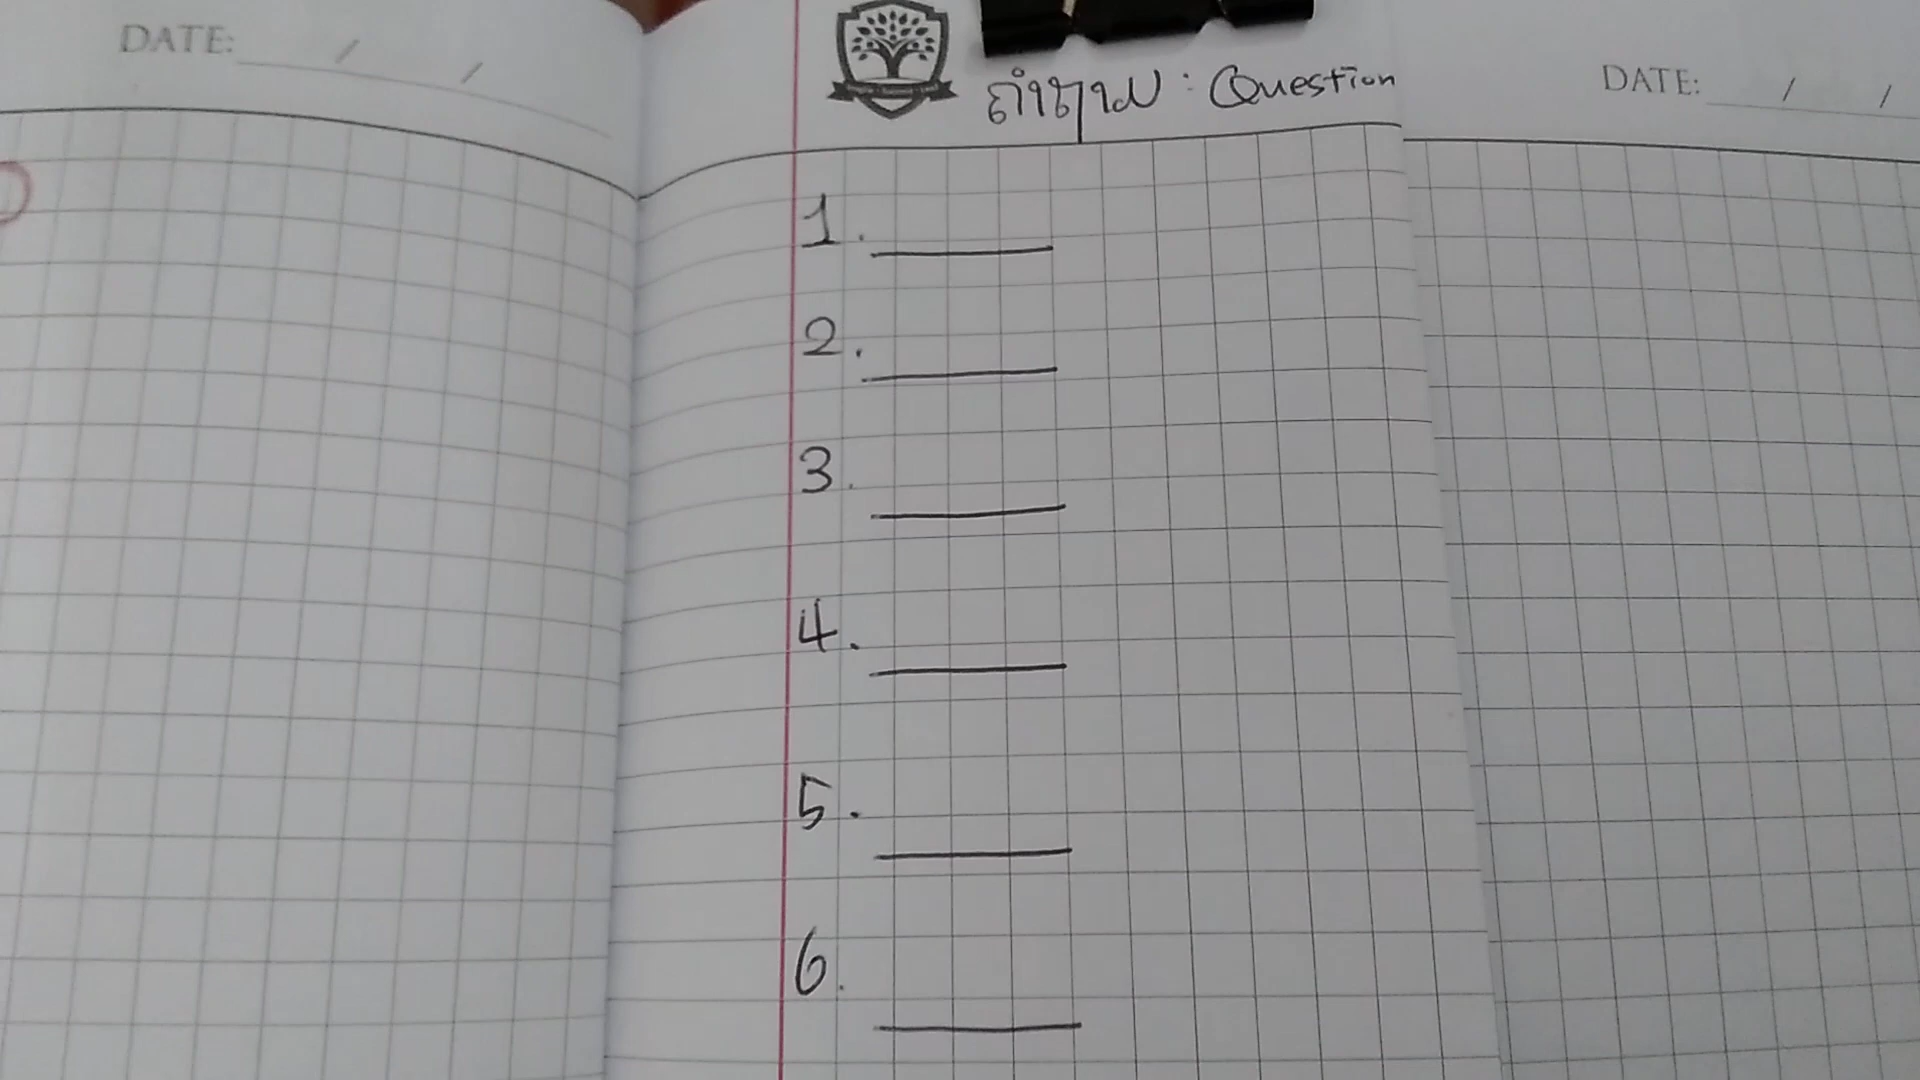 DATE: / /
ຄໍາຖາມ : Question
DATE: / /
1.
2.
3.
4.
5.
6.